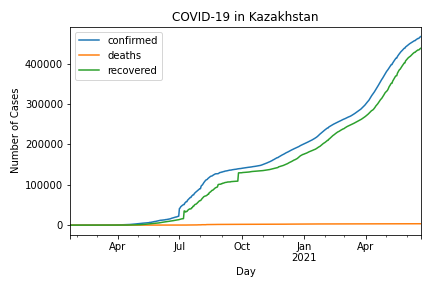 COVID-19 in Kazakhstan
confirmed
deaths
recovered
Number of Cases
400000
300000
200000
100000
0
Apr Jul Oct Jan Apr
2021
Day